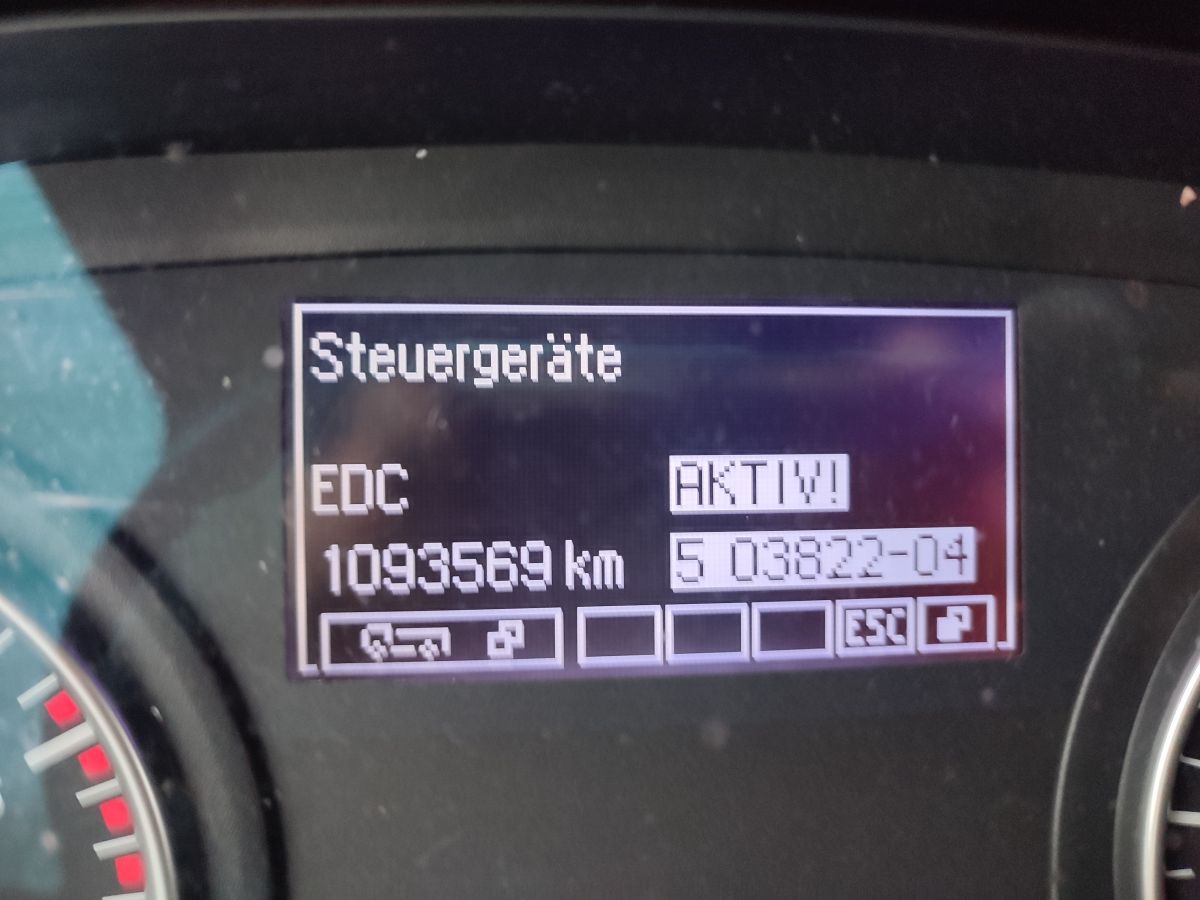 Steuergeräte
EDC AKTIV!
1093569 km 5 03822-04
ESC